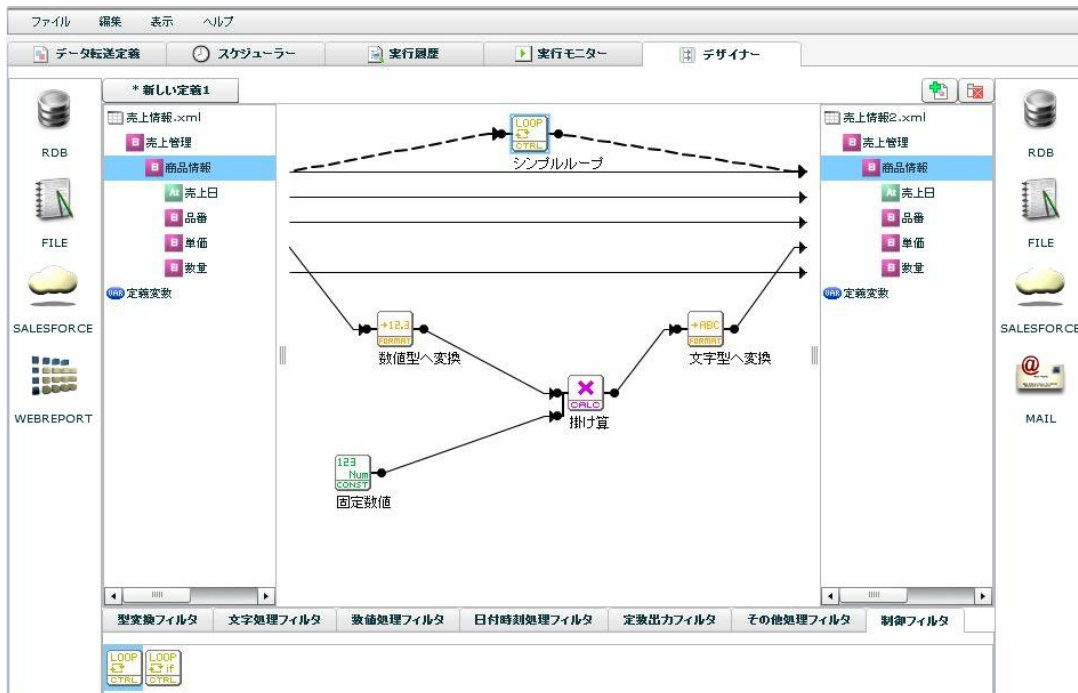 ファイル 編集 表示 ヘルプ
データ転送定義 スケジューラー 実行履歴 実行モニター デザイナー
* 新しい定義1
RDB
FILE
SALESFORCE
WEBREPORT
売上情報.xml
E 売上管理
E 商品情報
At 売上日
E 品番
E 単価
E 数量
VAR 定義変数
LOOP
CTRL
シンプルループ
→12.3
FORMAT
数値型へ変換
→ABC
FORMAT
文字型へ変換
CALC
掛け算
123
Num
CONST
固定数値
売上情報2.xml
E 売上管理
E 商品情報
At 売上日
E 品番
E 単価
E 数量
VAR 定義変数
RDB
FILE
SALESFORCE
@
MAIL
型変換フィルタ 文字処理フィルタ 数値処理フィルタ 日付時刻処理フィルタ 定数出力フィルタ その他処理フィルタ 制御フィルタ
LOOP LOOP
if
CTRL CTRL